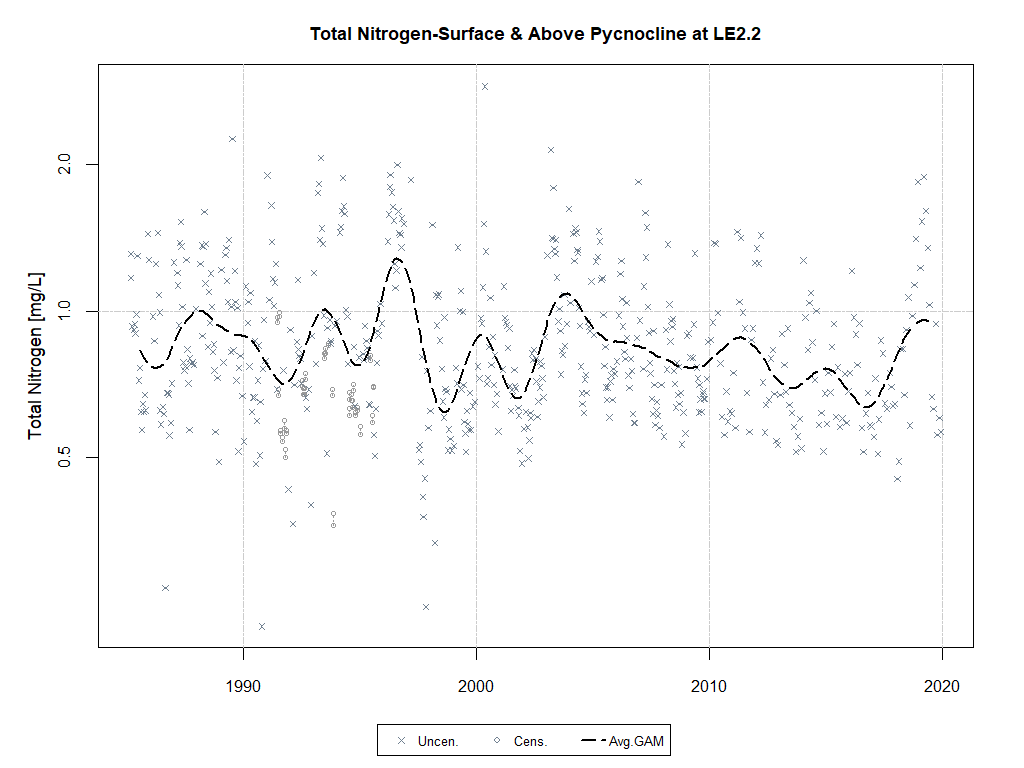 Total Nitrogen-Surface & Above Pycnocline at LE2.2
Total Nitrogen [mg/L]
2.0
1.0
0.5
1990
2000
2010
2020
Uncen.
Cens.
Avg.GAM